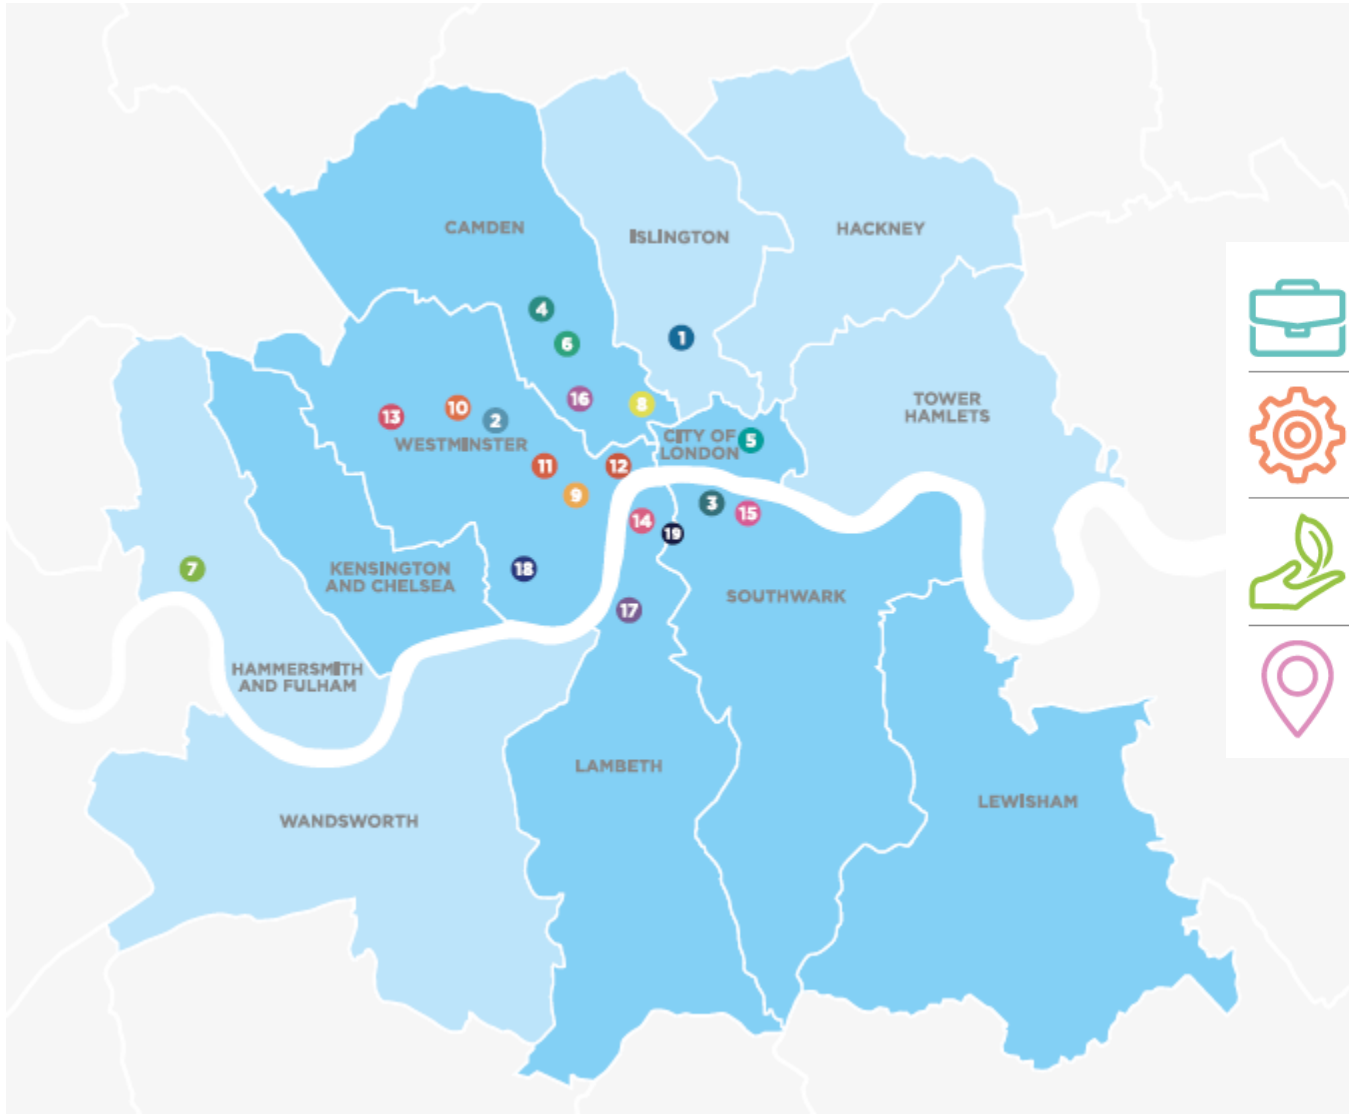 CAMDEN
ISLINGTON
HACKNEY
4
1
6
16
8
TOWER
HAMLETS
13
10
2
WESTMINSTER
CITY OF
LONDON
5
11
12
9
3
15
14
19
7
KENSINGTON
AND CHELSEA
18
SOUTHWARK
17
HAMMERSMITH
AND FULHAM
LAMBETH
LEWISHAM
WANDSWORTH